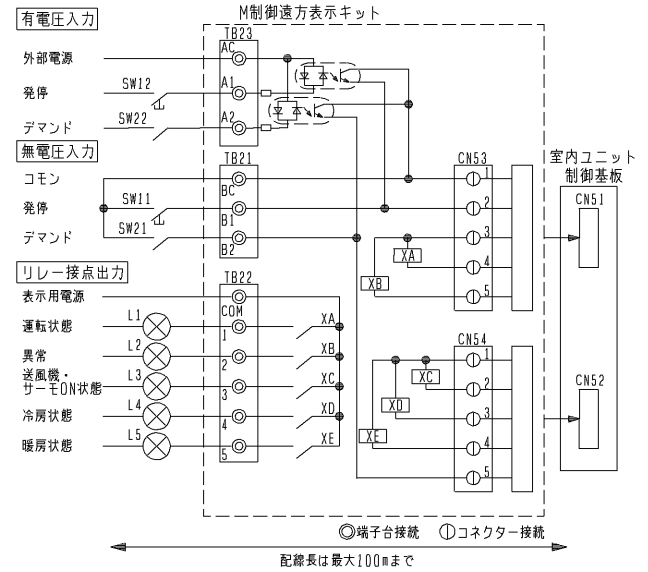 M制御遠方表示キット
有電圧入力
TB23
外部電源
AC
発停
SW12
A1
デマンド
SW22
A2
無電圧入力
TB21
CN53
室内ユニット
制御基板
コモン
BC
1
CN51
発停
SW11
B1
2
デマンド
SW21
B2
3
XA
4
XB
5
リレー接点出力
TB22
表示用電源
COM
運転状態
L1
1
XA
CN54
異常
L2
2
XB
1
送風機・
サーモON状態
L3
3
XC
XC
2
CN52
冷房状態
L4
4
XD
XD
3
暖房状態
L5
5
XE
XE
4
5
◎端子台接続
コネクター接続
配線長は最大100mまで